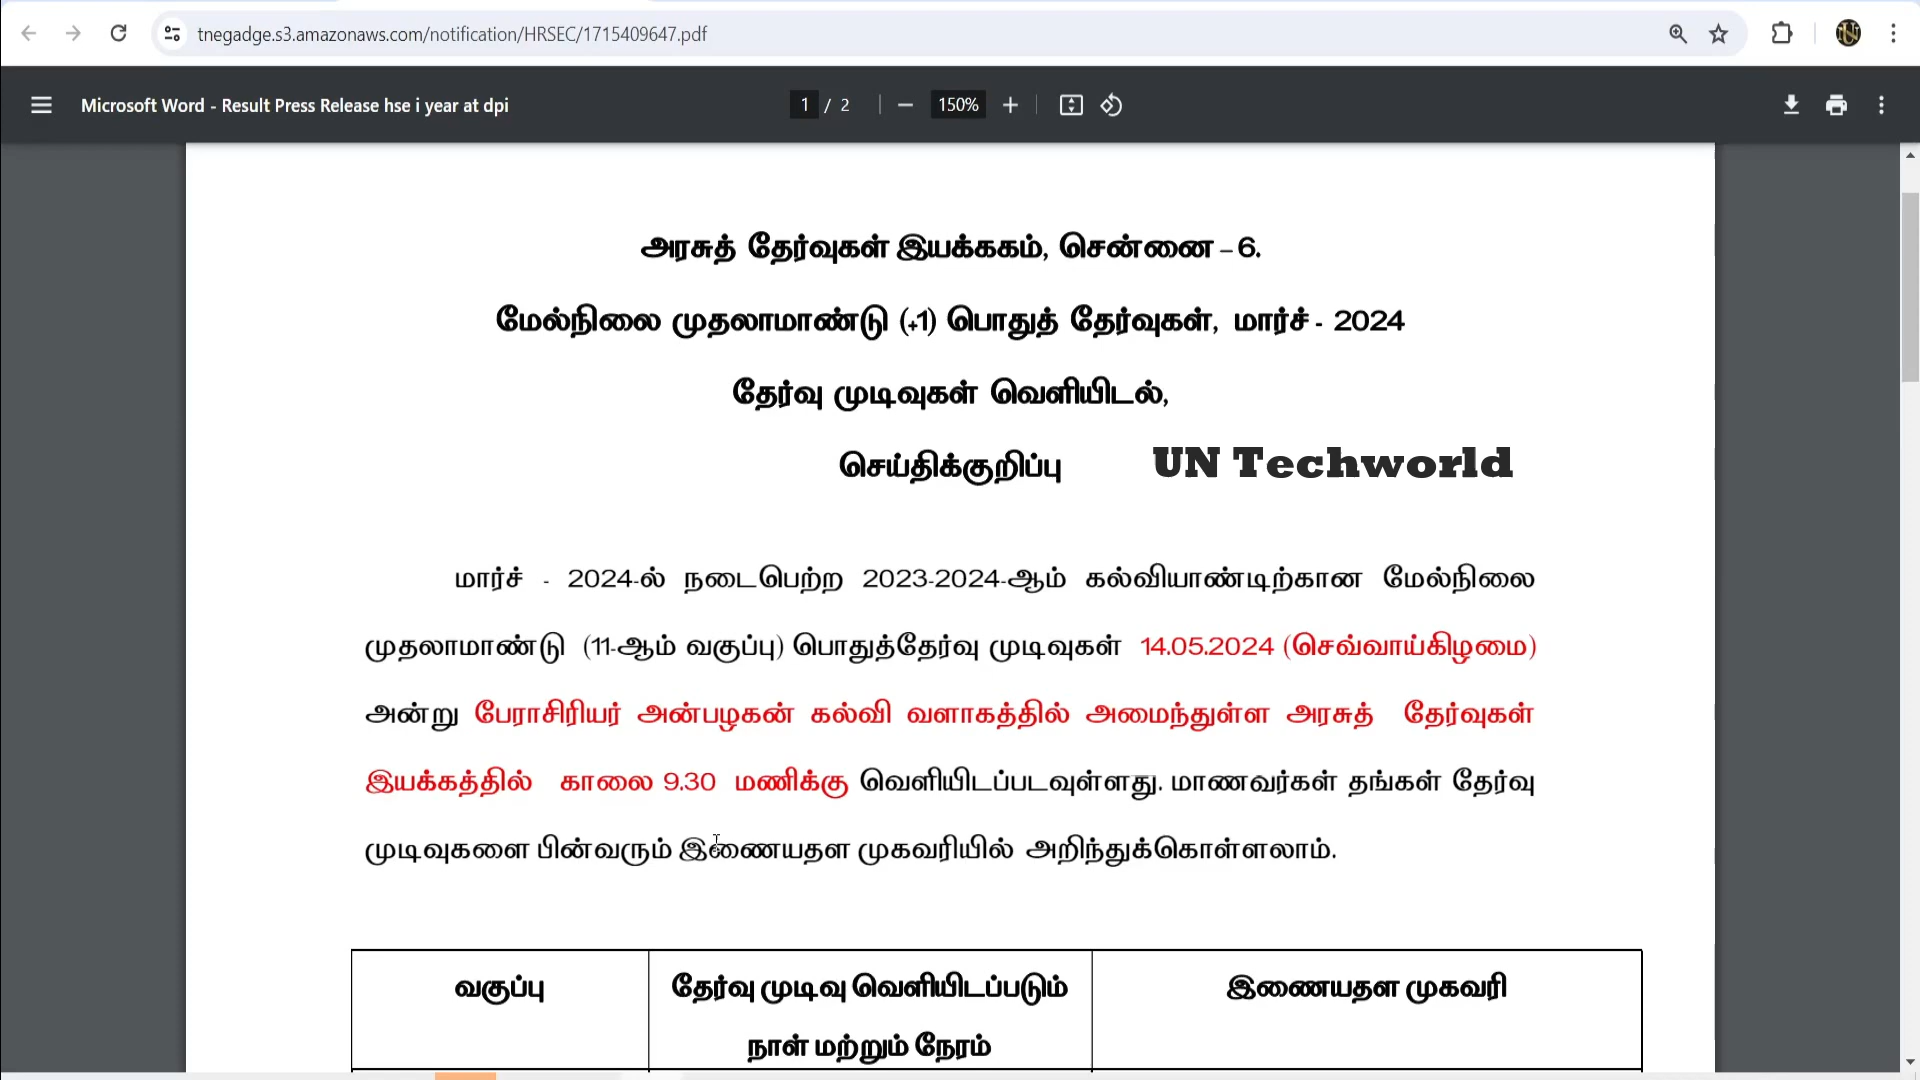 tnegadge.s3.amazonaws.com/notification/HRSEC/1715409647.pdf
Microsoft Word - Result Press Release hse i year at dpi
1 / 2
150%
அரசுத் தேர்வுகள் இயக்ககம், சென்னை – 6.
மேல்நிலை முதலாமாண்டு (+1) பொதுத் தேர்வுகள், மார்ச் - 2024
தேர்வு முடிவுகள் வெளியிடல்,
செய்திக்குறிப்பு
UN Techworld
மார்ச் - 2024-ல் நடைபெற்ற 2023-2024-ஆம் கல்வியாண்டிற்கான மேல்நிலை
முதலாமாண்டு (11-ஆம் வகுப்பு) பொதுத்தேர்வு முடிவுகள் 14.05.2024 (செவ்வாய்கிழமை)
அன்று பேராசிரியர் அன்பழகன் கல்வி வளாகத்தில் அமைந்துள்ள அரசுத் தேர்வுகள்
இயக்கத்தில் காலை 9.30 மணிக்கு வெளியிடப்படவுள்ளது. மாணவர்கள் தங்கள் தேர்வு
முடிவுகளை பின்வரும் இணையதள முகவரியில் அறிந்துக்கொள்ளலாம்.
வகுப்பு
தேர்வு முடிவு வெளியிடப்படும்
நாள் மற்றும் நேரம்
இணையதள முகவரி